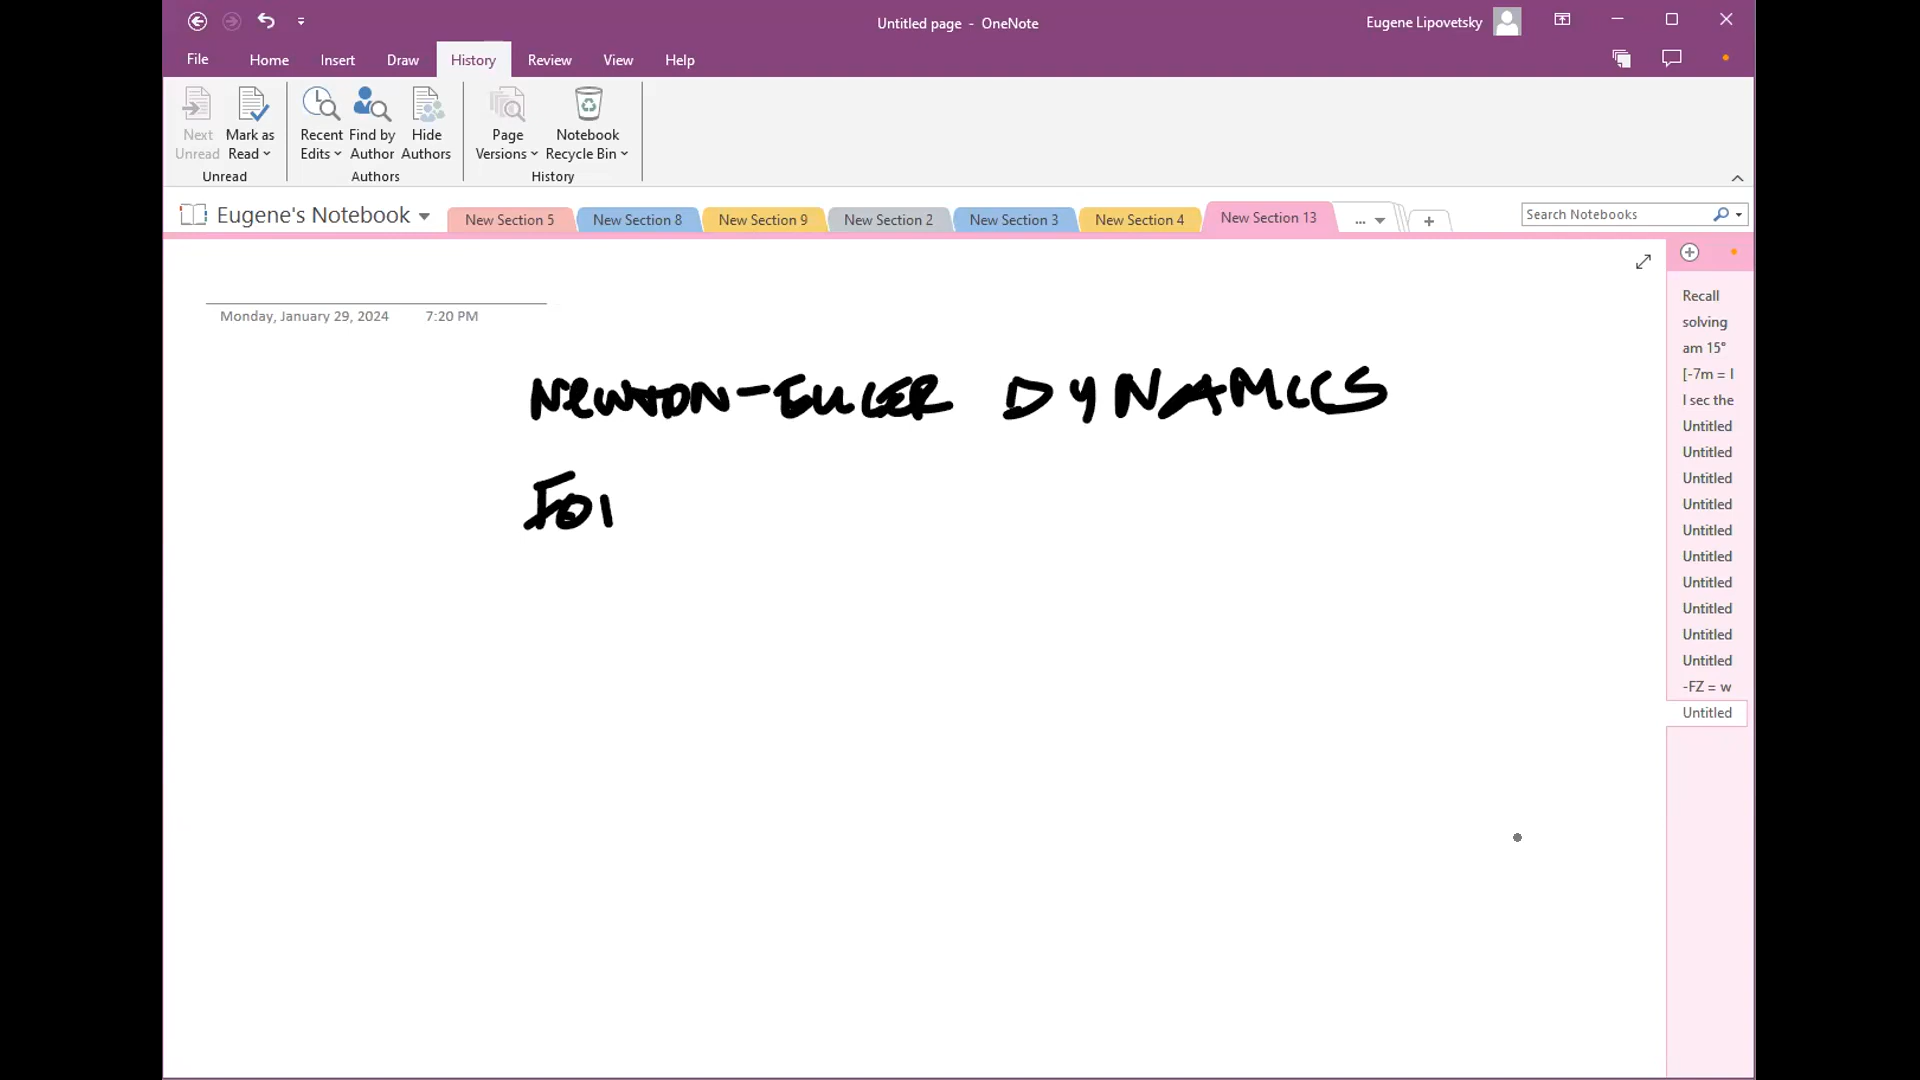 Untitled page - OneNote
Eugene Lipovetsky
File Home Insert Draw History Review View Help
Next Unread
Mark as Read
Recent Edits
Find by Author
Hide Authors
Page Versions
Notebook Recycle Bin
Unread Authors History
Eugene's Notebook
New Section 5 New Section 8 New Section 9 New Section 2 New Section 3 New Section 4 New Section 13 ...
Search Notebooks
Monday, January 29, 2024 7:20 PM
NEWTON-EULER DYNAMICS
Recall
solving
am 15°
[-7m = I
I sec the
Untitled
Untitled
Untitled
Untitled
Untitled
Untitled
Untitled
Untitled
Untitled
Untitled
-FZ = w
Untitled